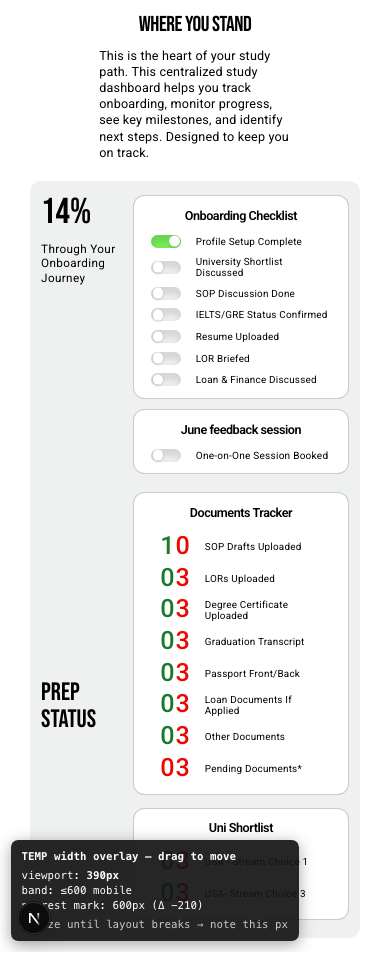 WHERE YOU STAND
This is the heart of your study
path. This centralized study
dashboard helps you track
onboarding, monitor progress,
see key milestones, and identify
next steps. Designed to keep you
on track.
14%
Through Your
Onboarding
Journey
Onboarding Checklist
Profile Setup Complete
University Shortlist
Discussed
SOP Discussion Done
IELTS/GRE Status Confirmed
Resume Uploaded
LOR Briefed
Loan & Finance Discussed
June feedback session
One-on-One Session Booked
PREP
STATUS
Documents Tracker
10 SOP Drafts Uploaded
03 LORs Uploaded
03 Degree Certificate
Uploaded
03 Graduation Transcript
03 Passport Front/Back
03 Loan Documents If
Applied
03 Other Documents
03 Pending Documents*
Uni Shortlist
03 USA- Stream Choice 1
03 USA- Stream Choice 3
TEMP width overlay — drag to move
viewport: 390px
band: ≤600 mobile
mark: 600px (Δ −210)
until layout breaks → note this px
N